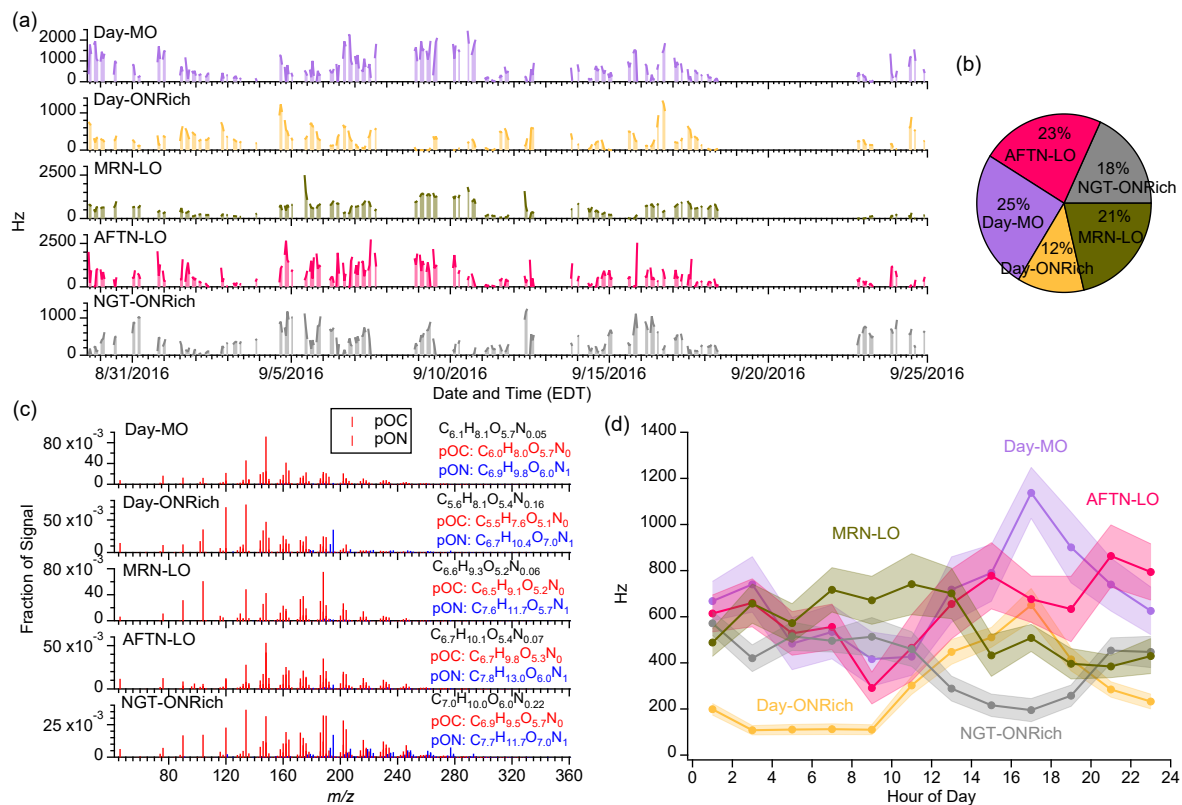 (a)
Day-MO
2000
1000
0
Day-ONRich
1000
0
MRN-LO
2500
0
Hz
AFTN-LO
2500
0
NGT-ONRich
1000
0
8/31/2016 9/5/2016 9/10/2016 9/15/2016 9/20/2016 9/25/2016
Date and Time (EDT)
(b)
23%
AFTN-LO
18%
NGT-ONRich
25%
Day-MO
21%
MRN-LO
12%
Day-ONRich
(c)
pOC
pON
Day-MO
80 x10⁻³
40
0
C6.1H8.1O5.7N0.05
pOC: C6.0H8.0O5.7N0
pON: C6.9H9.8O6.0N1
Day-ONRich
50 x10⁻³
0
C5.6H8.1O5.4N0.16
pOC: C5.5H7.6O5.1N0
pON: C6.7H10.4O7.0N1
MRN-LO
80 x10⁻³
40
0
C6.6H9.3O5.2N0.06
pOC: C6.5H9.1O5.2N0
pON: C7.6H11.7O5.7N1
Fraction of Signal
AFTN-LO
50 x10⁻³
0
C6.7H10.1O5.4N0.07
pOC: C6.7H9.8O5.3N0
pON: C7.8H13.0O6.0N1
NGT-ONRich
25 x10⁻³
0
C7.0H10.0O6.0N0.22
pOC: C6.9H9.5O5.7N0
pON: C7.7H11.7O7.0N1
80 120 160 200 240 280 320 360
m/z
(d)
1400
1200
1000
800
600
400
200
0
Hz
Day-MO
AFTN-LO
MRN-LO
Day-ONRich
NGT-ONRich
0 2 4 6 8 10 12 14 16 18 20 22 24
Hour of Day